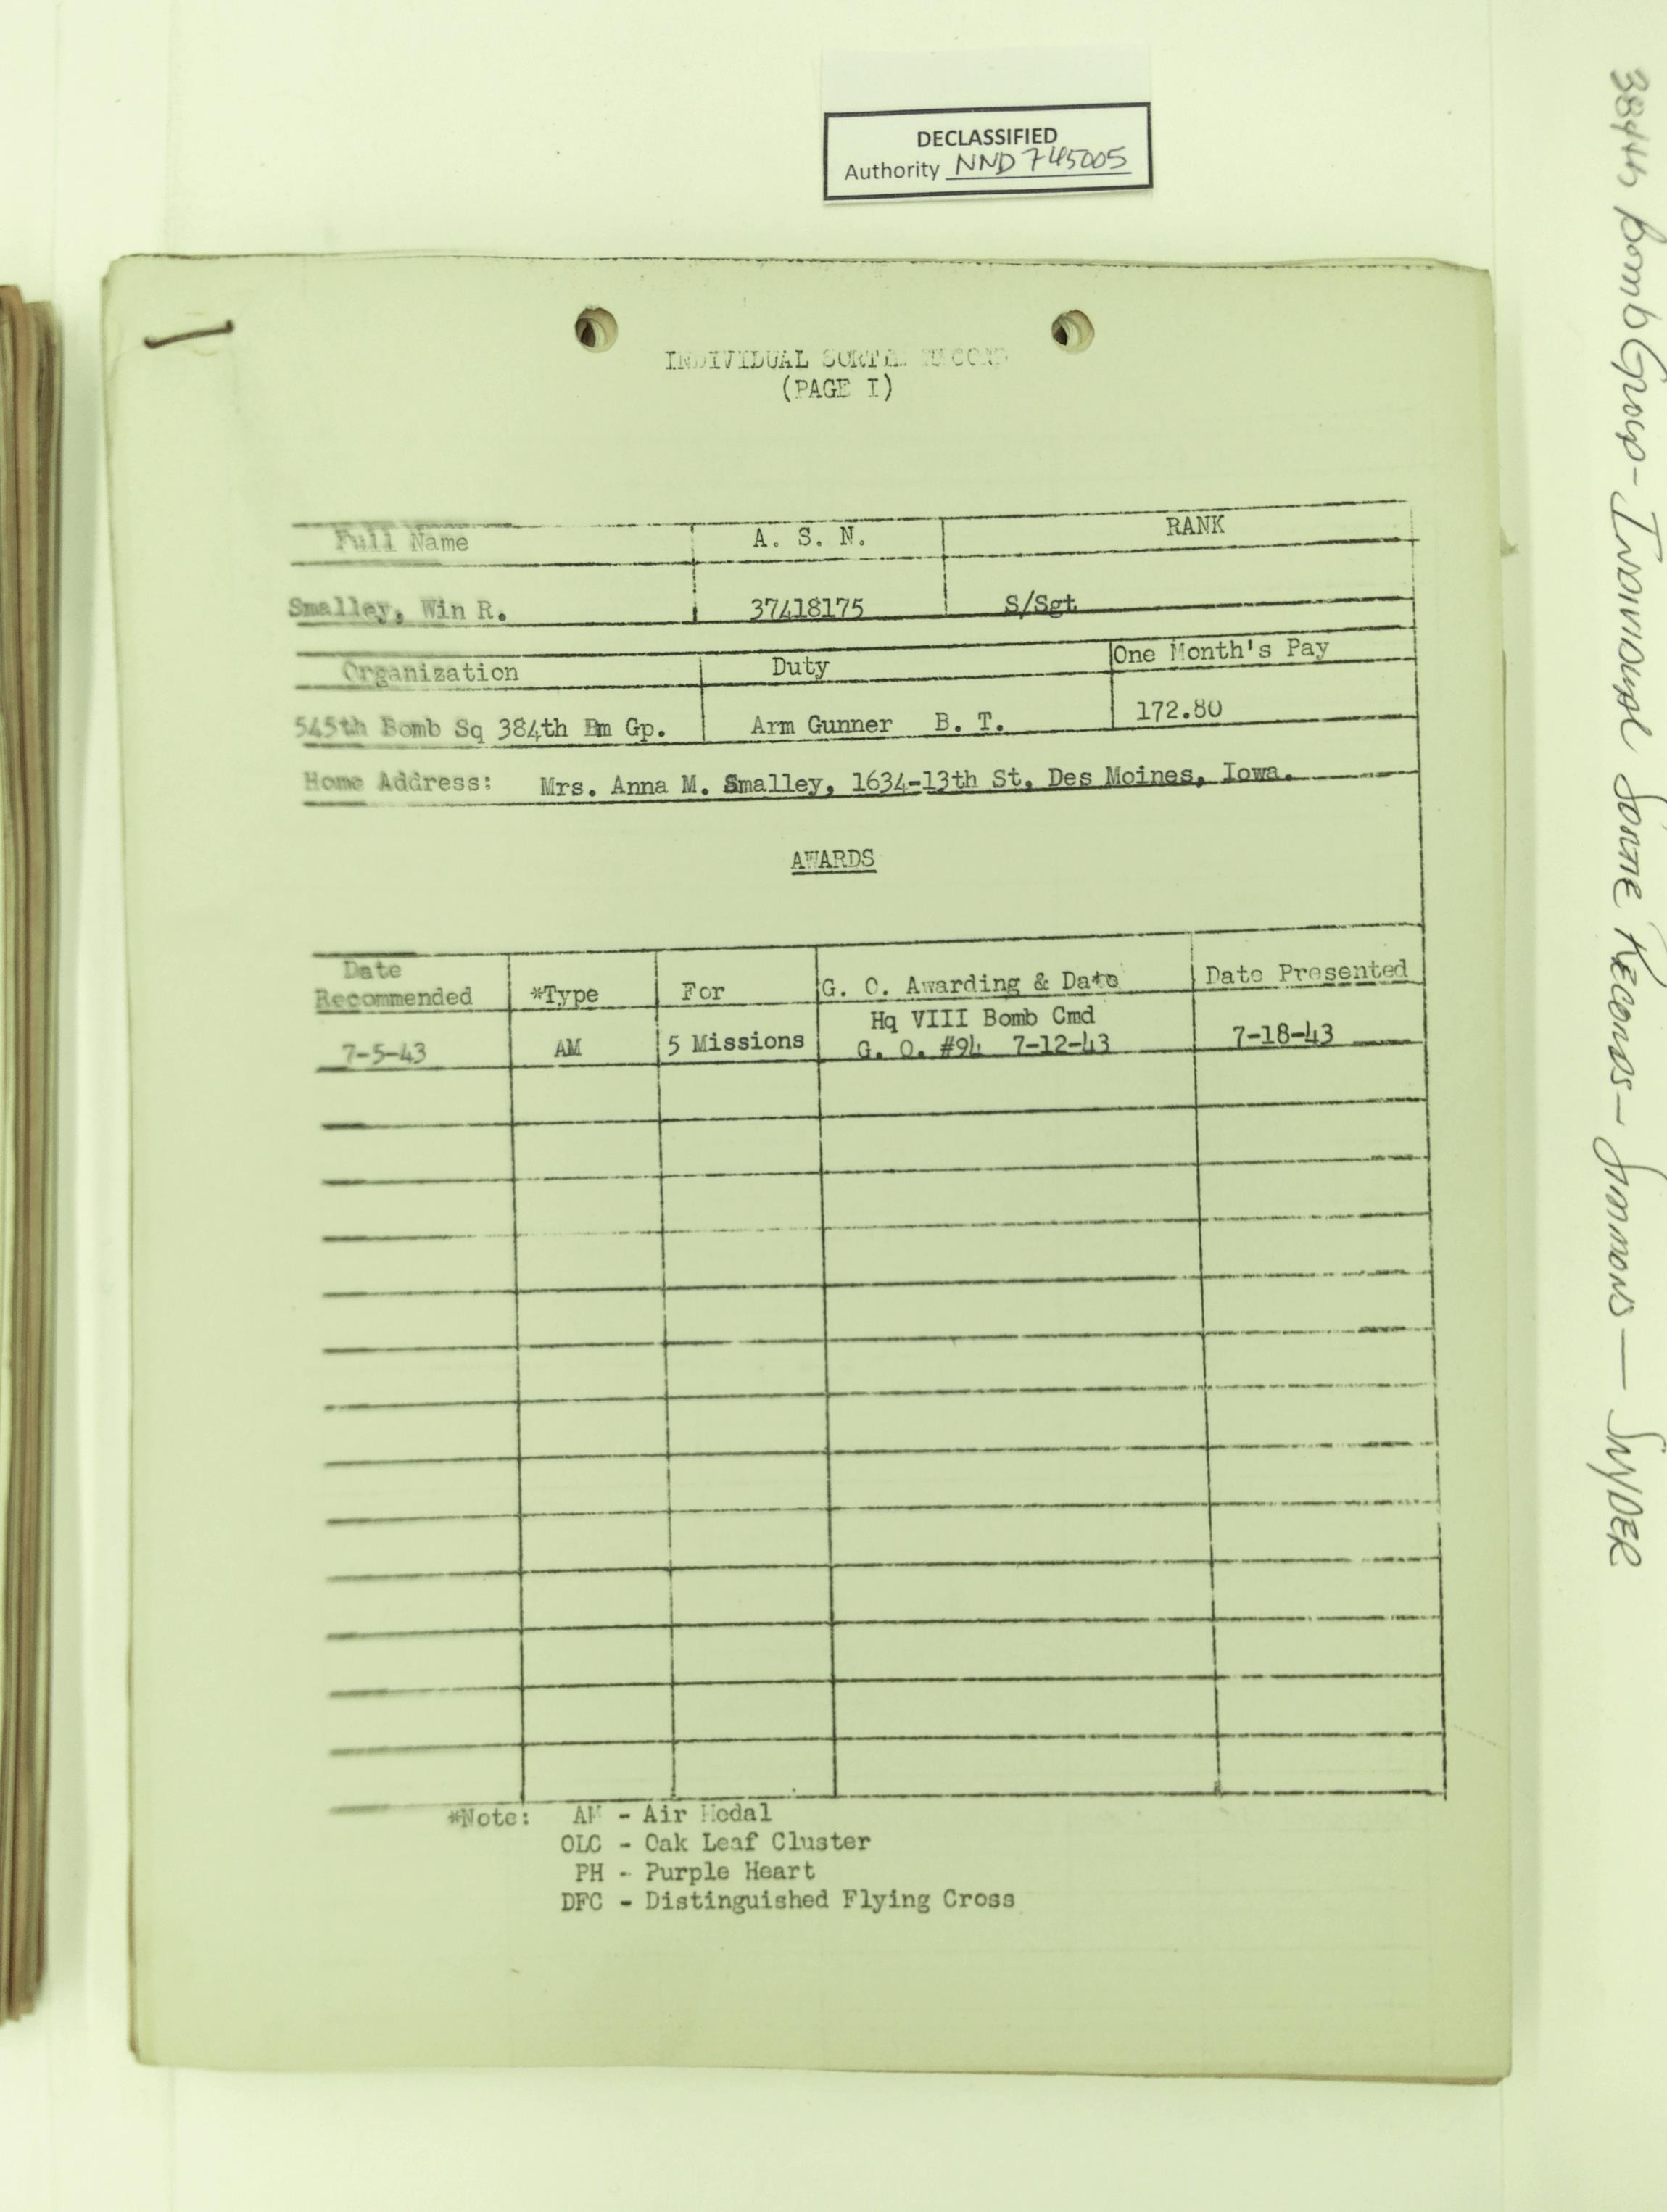 DECLASSIFIED
Authority NND 745005
INDIVIDUAL SORTIE RECORD
(PAGE I)
Full Name A. S. N. RANK
Smalley, Win R. 37418175 S/Sgt
Organization Duty One Month's Pay
545th Bomb Sq 384th Bm Gp. Arm Gunner B. T. 172.80
Home Address: Mrs. Anna M. Smalley, 1634-13th St, Des Moines, Iowa.
AWARDS
Date
Recommended *Type For G. O. Awarding & Date Date Presented
Hq VIII Bomb Cmd
7-5-43 AM 5 Missions G. O. #94 7-12-43 7-18-43
*Note: AM - Air Medal
OLC - Oak Leaf Cluster
PH - Purple Heart
DFC - Distinguished Flying Cross
384th Bomb Group - Individual Sortie Records - Simmons - Snyder